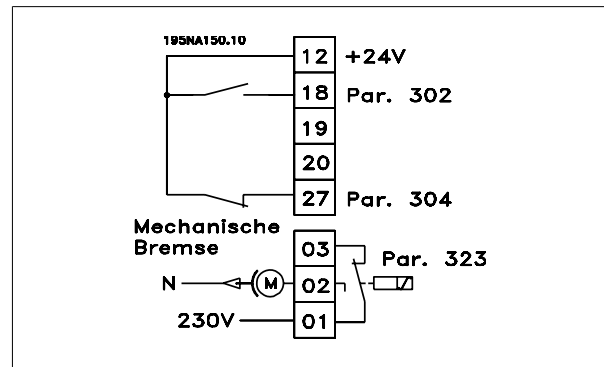 195NA150.10
12 +24V
18 Par. 302
19
20
27 Par. 304
Mechanische
Bremse
03
Par. 323
N M 02
230V 01